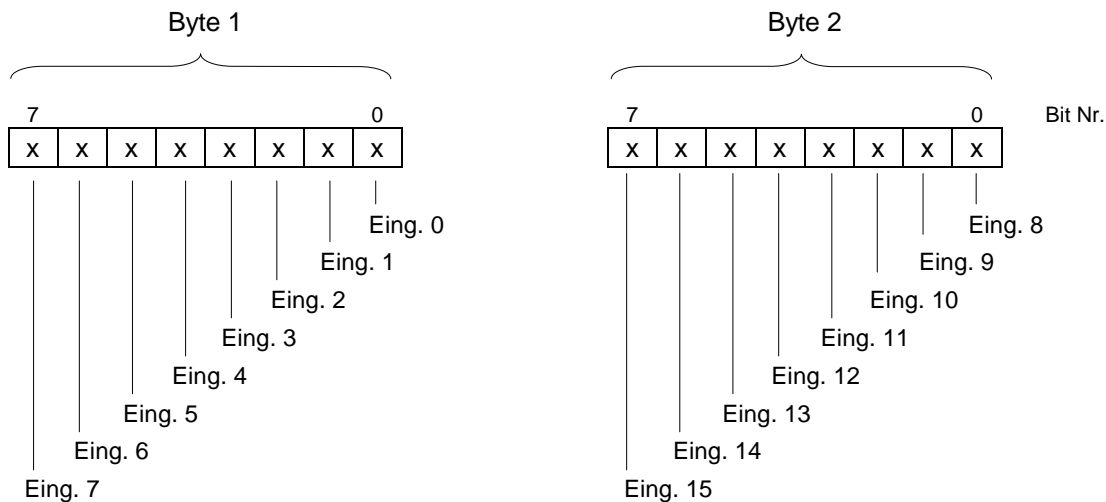 Byte 1 Byte 2
7 0 7 0 Bit Nr.
x x x x x x x x x x x x x x x x
Eing. 0 Eing. 8
Eing. 1 Eing. 9
Eing. 2 Eing. 10
Eing. 3 Eing. 11
Eing. 4 Eing. 12
Eing. 5 Eing. 13
Eing. 6 Eing. 14
Eing. 7 Eing. 15